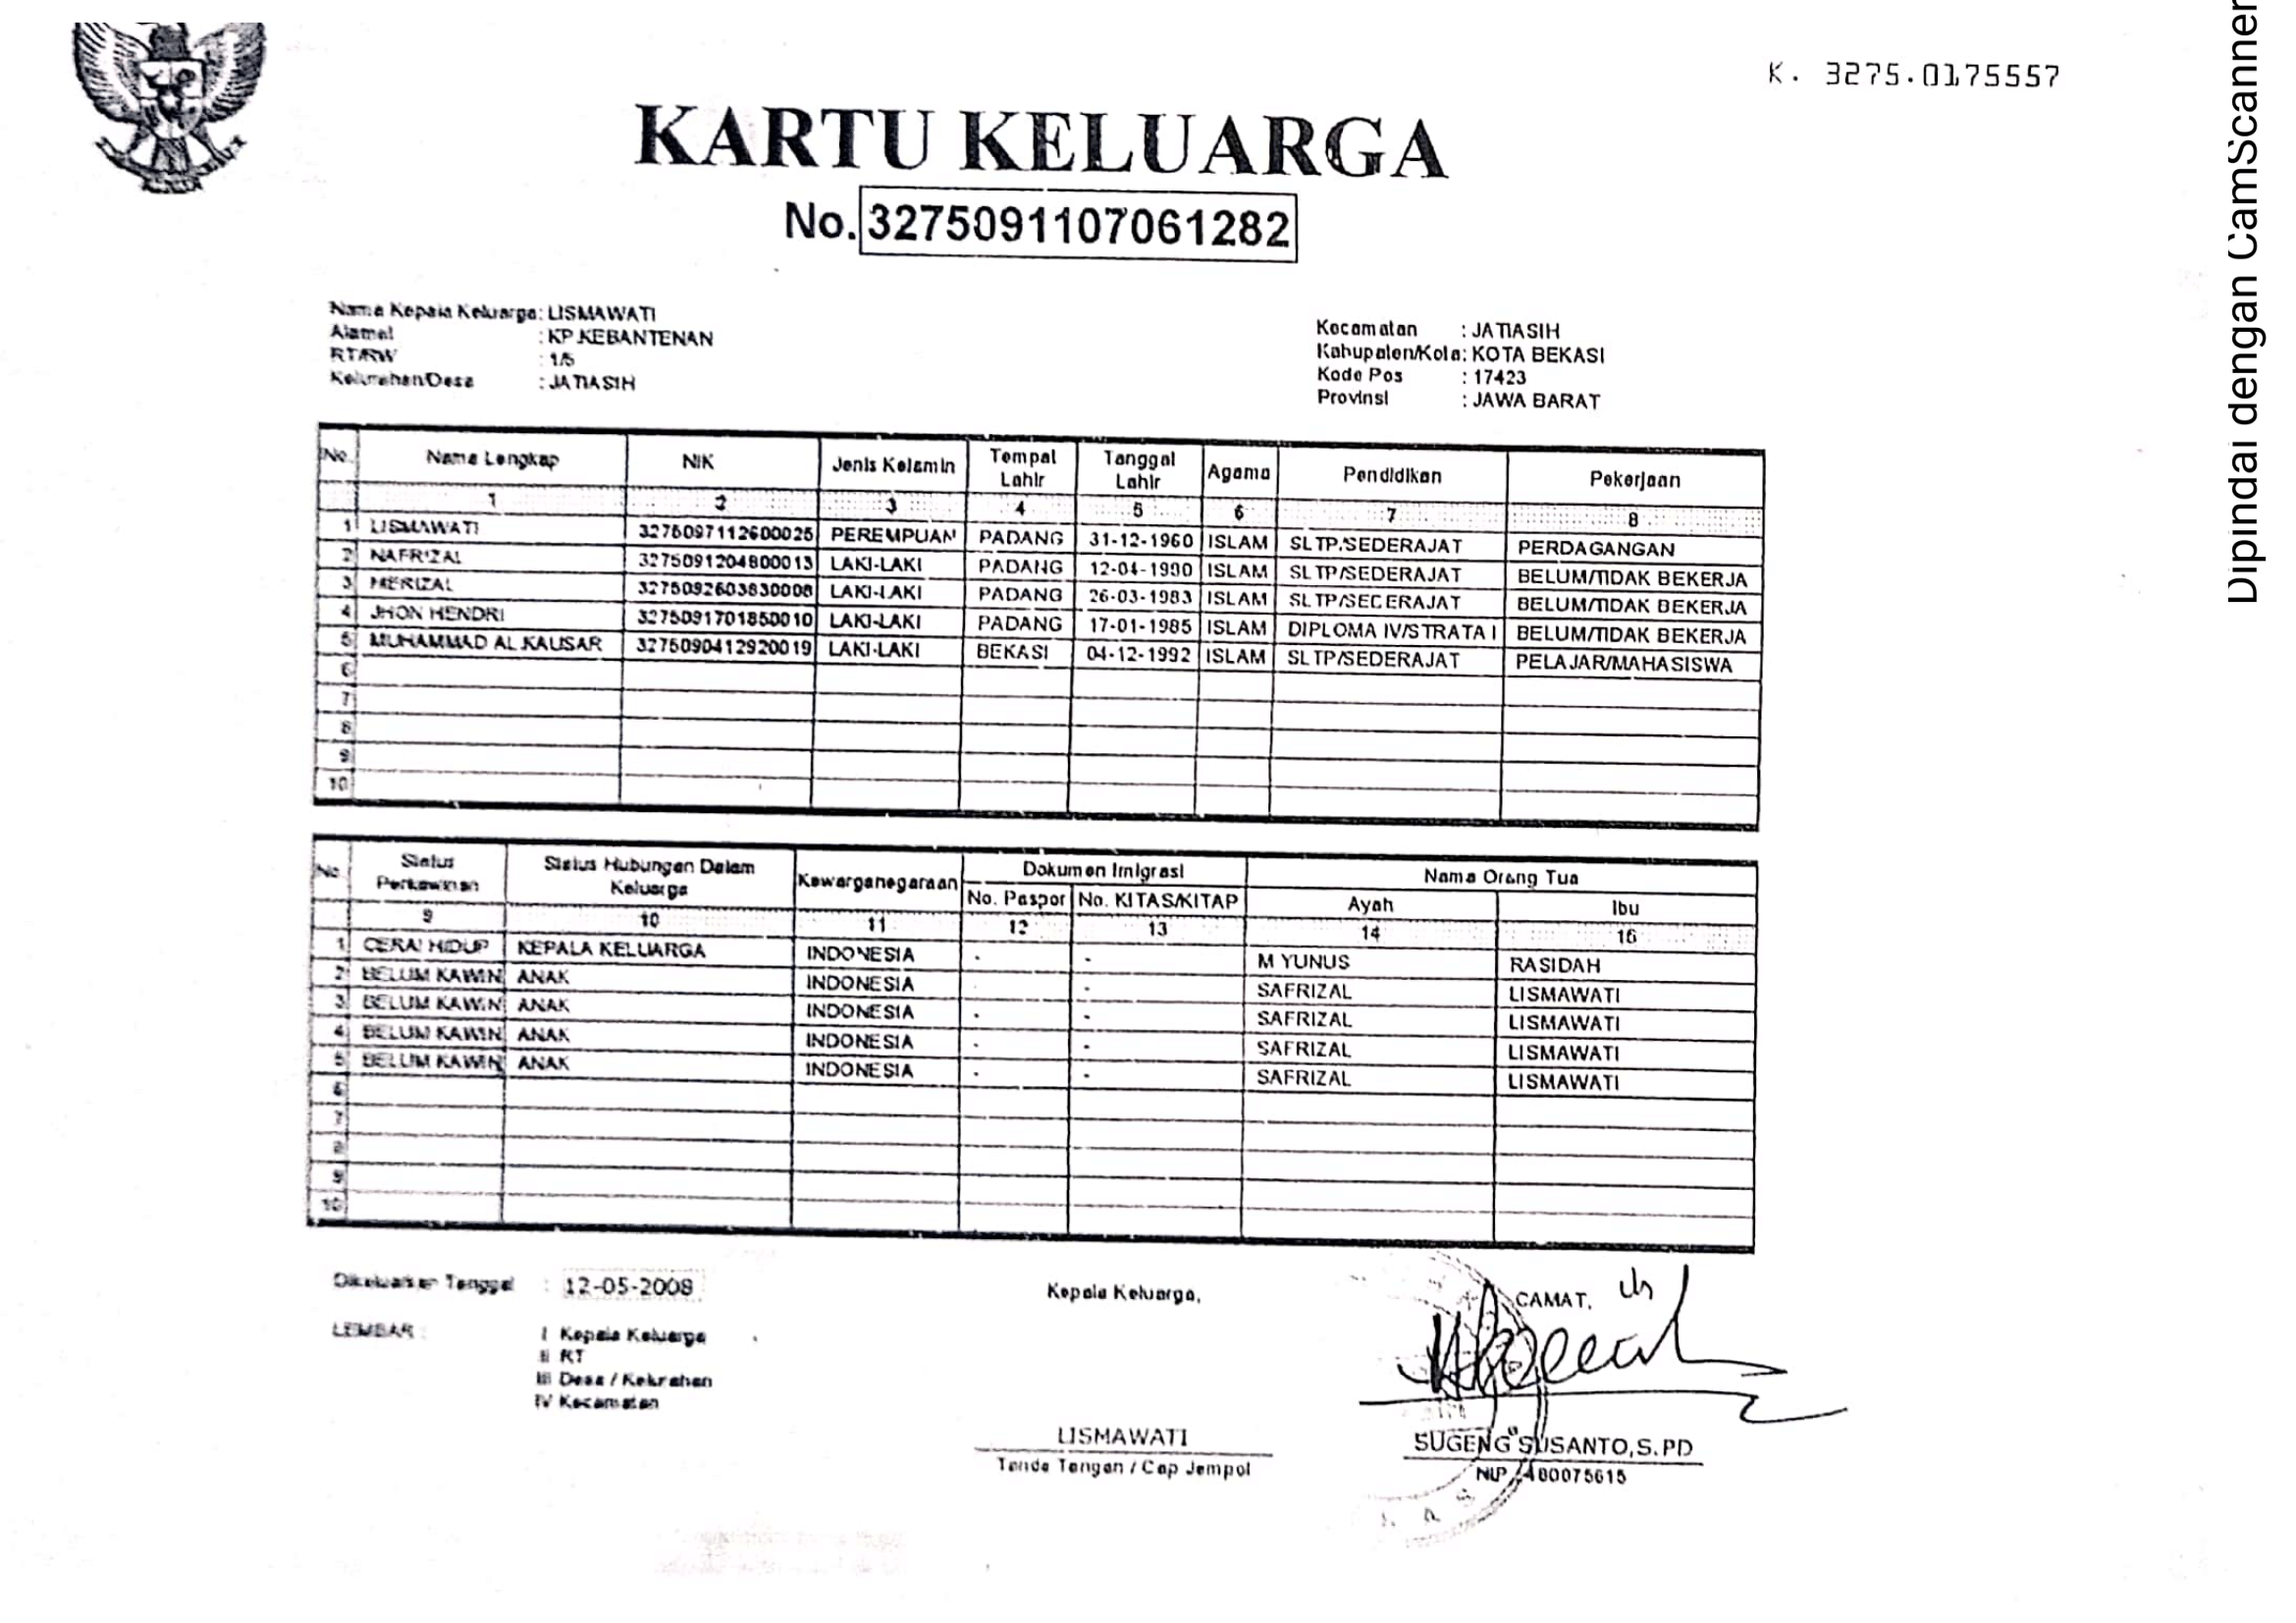 K. 3275.0175557
KARTU KELUARGA
No. 3275091107061282
Nama Kepala Keluarga : LISMAWATI
Alamat : KP.KEBANTENAN
RT/RW : 1/5
Kelurahan/Desa : JATIASIH
Kecamatan : JATIASIH
Kabupaten/Kota : KOTA BEKASI
Kode Pos : 17423
Provinsi : JAWA BARAT
No. Nama Lengkap NIK Jenis Kelamin Tempat Lahir Tanggal Lahir Agama Pendidikan Pekerjaan
1 2 3 4 5 6 7 8
1 LISMAWATI 3275097112600025 PEREMPUAN PADANG 31-12-1960 ISLAM SLTP/SEDERAJAT PERDAGANGAN
2 NAFRIZAL 3275091204800013 LAKI-LAKI PADANG 12-04-1980 ISLAM SLTP/SEDERAJAT BELUM/TIDAK BEKERJA
3 MERIZAL 3275092603830008 LAKI-LAKI PADANG 26-03-1983 ISLAM SLTP/SEDERAJAT BELUM/TIDAK BEKERJA
4 JHON HENDRI 3275091701850010 LAKI-LAKI PADANG 17-01-1985 ISLAM DIPLOMA IV/STRATA I BELUM/TIDAK BEKERJA
5 MUHAMMAD AL KAUSAR 3275090412920019 LAKI-LAKI BEKASI 04-12-1992 ISLAM SLTP/SEDERAJAT PELAJAR/MAHASISWA
6
7
8
9
10
No. Status Perkawinan Status Hubungan Dalam Keluarga Kewarganegaraan Dokumen Imigrasi Nama Orang Tua
No. Paspor No. KITAS/KITAP Ayah Ibu
9 10 11 12 13 14 15
1 CERAI HIDUP KEPALA KELUARGA INDONESIA - - M YUNUS RASIDAH
2 BELUM KAWIN ANAK INDONESIA - - SAFRIZAL LISMAWATI
3 BELUM KAWIN ANAK INDONESIA - - SAFRIZAL LISMAWATI
4 BELUM KAWIN ANAK INDONESIA - - SAFRIZAL LISMAWATI
5 BELUM KAWIN ANAK INDONESIA - - SAFRIZAL LISMAWATI
6
7
8
9
10
Dikeluarkan Tanggal : 12-05-2008
LEMBAR : I Kepala Keluarga
II RT
III Desa / Kelurahan
IV Kecamatan
Kepala Keluarga,
LISMAWATI
Tanda Tangan / Cap Jempol
CAMAT,
SUGENG SUSANTO, S.PD
NIP 480075615
Dipindai dengan CamScanner